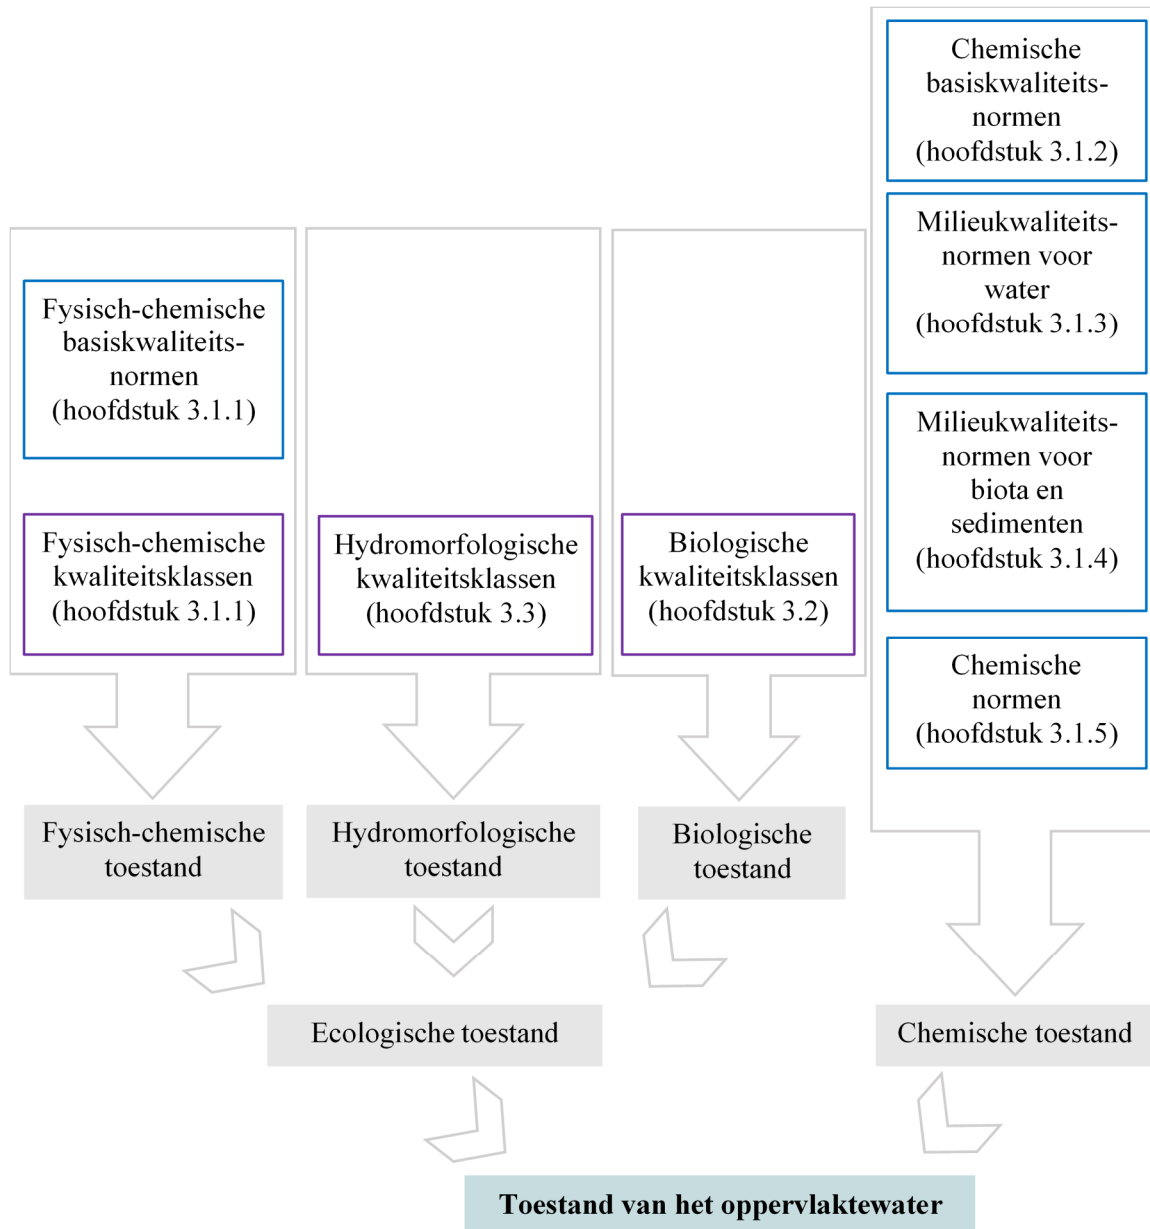 Chemische
basiskwaliteits-
normen
(hoofdstuk 3.1.2)
Milieukwaliteits-
normen voor
water
(hoofdstuk 3.1.3)
Fysisch-chemische
basiskwaliteits-
normen
(hoofdstuk 3.1.1)
Milieukwaliteits-
normen voor
biota en
sedimenten
(hoofdstuk 3.1.4)
Fysisch-chemische
kwaliteitsklassen
(hoofdstuk 3.1.1)
Hydromorfologische
kwaliteitsklassen
(hoofdstuk 3.3)
Biologische
kwaliteitsklassen
(hoofdstuk 3.2)
Chemische
normen
(hoofdstuk 3.1.5)
Fysisch-chemische
toestand
Hydromorfologische
toestand
Biologische
toestand
Ecologische toestand
Chemische toestand
Toestand van het oppervlaktewater